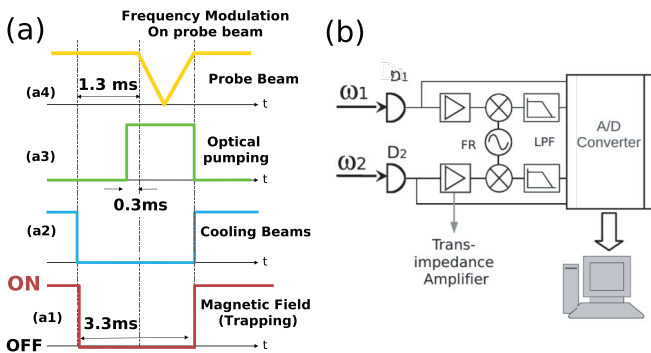 (a)
Frequency Modulation
On probe beam
1.3 ms
Probe Beam
(a4)
t
(a3)
Optical
pumping
t
0.3ms
(a2)
Cooling Beams
t
ON
(a1)
Magnetic Field
(Trapping)
3.3ms
OFF
t
(b)
D1
ω1
FR
LPF
A/D
Converter
D2
ω2
Trans-
impedance
Amplifier